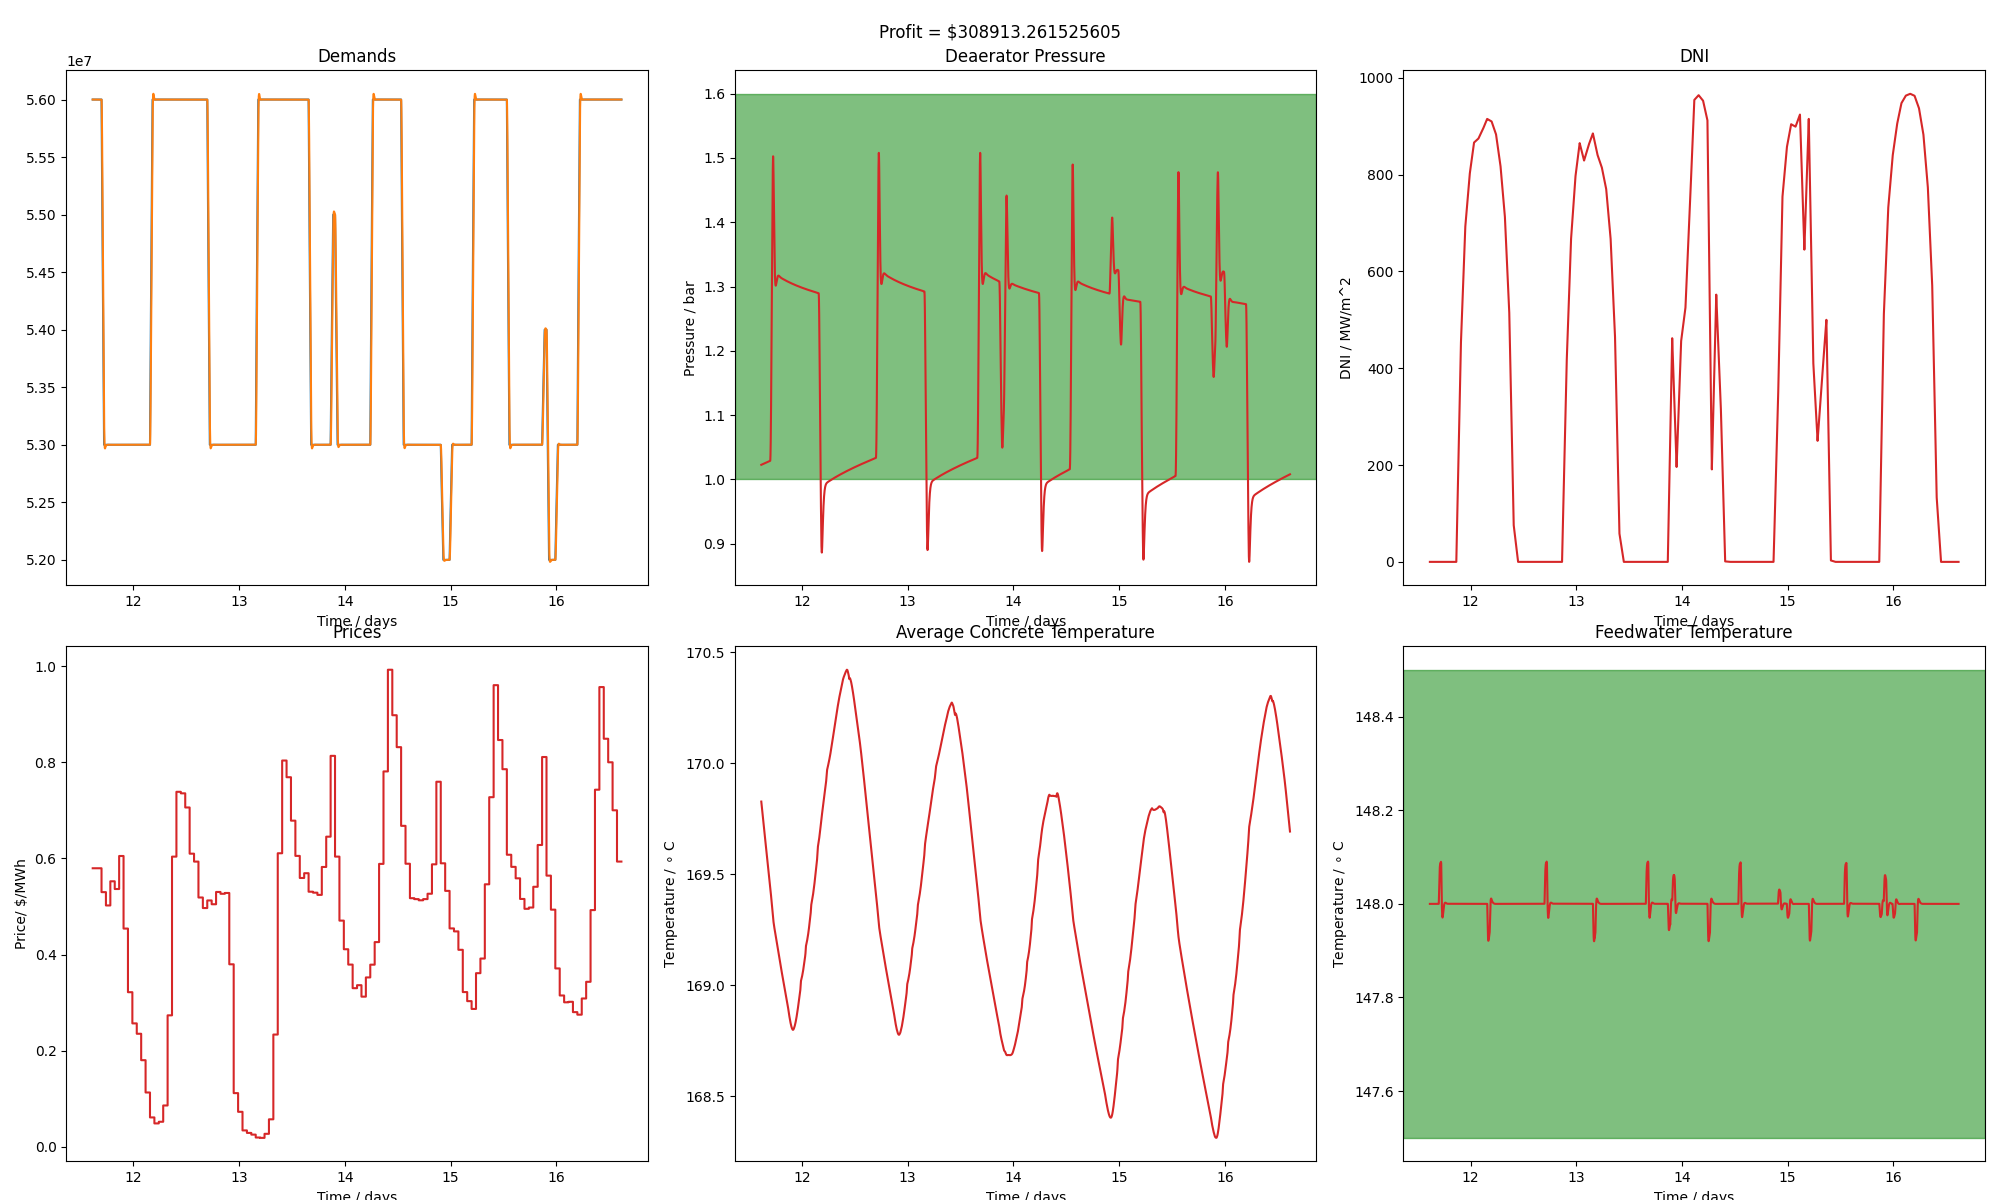 Profit = $308913.261525605
Demands
1e7
5.60
5.55
5.50
5.45
5.40
5.35
5.30
5.25
5.20
12 13 14 15 16
Time / days
Deaerator Pressure
Pressure / bar
1.6
1.5
1.4
1.3
1.2
1.1
1.0
0.9
12 13 14 15 16
Time / days
DNI
DNI / MW/m^2
1000
800
600
400
200
0
12 13 14 15 16
Time / days
Prices
Price/ $/MWh
1.0
0.8
0.6
0.4
0.2
0.0
12 13 14 15 16
Time / days
Average Concrete Temperature
Temperature / ∘ C
170.5
170.0
169.5
169.0
168.5
12 13 14 15 16
Time / days
Feedwater Temperature
Temperature / ∘ C
148.4
148.2
148.0
147.8
147.6
12 13 14 15 16
Time / days